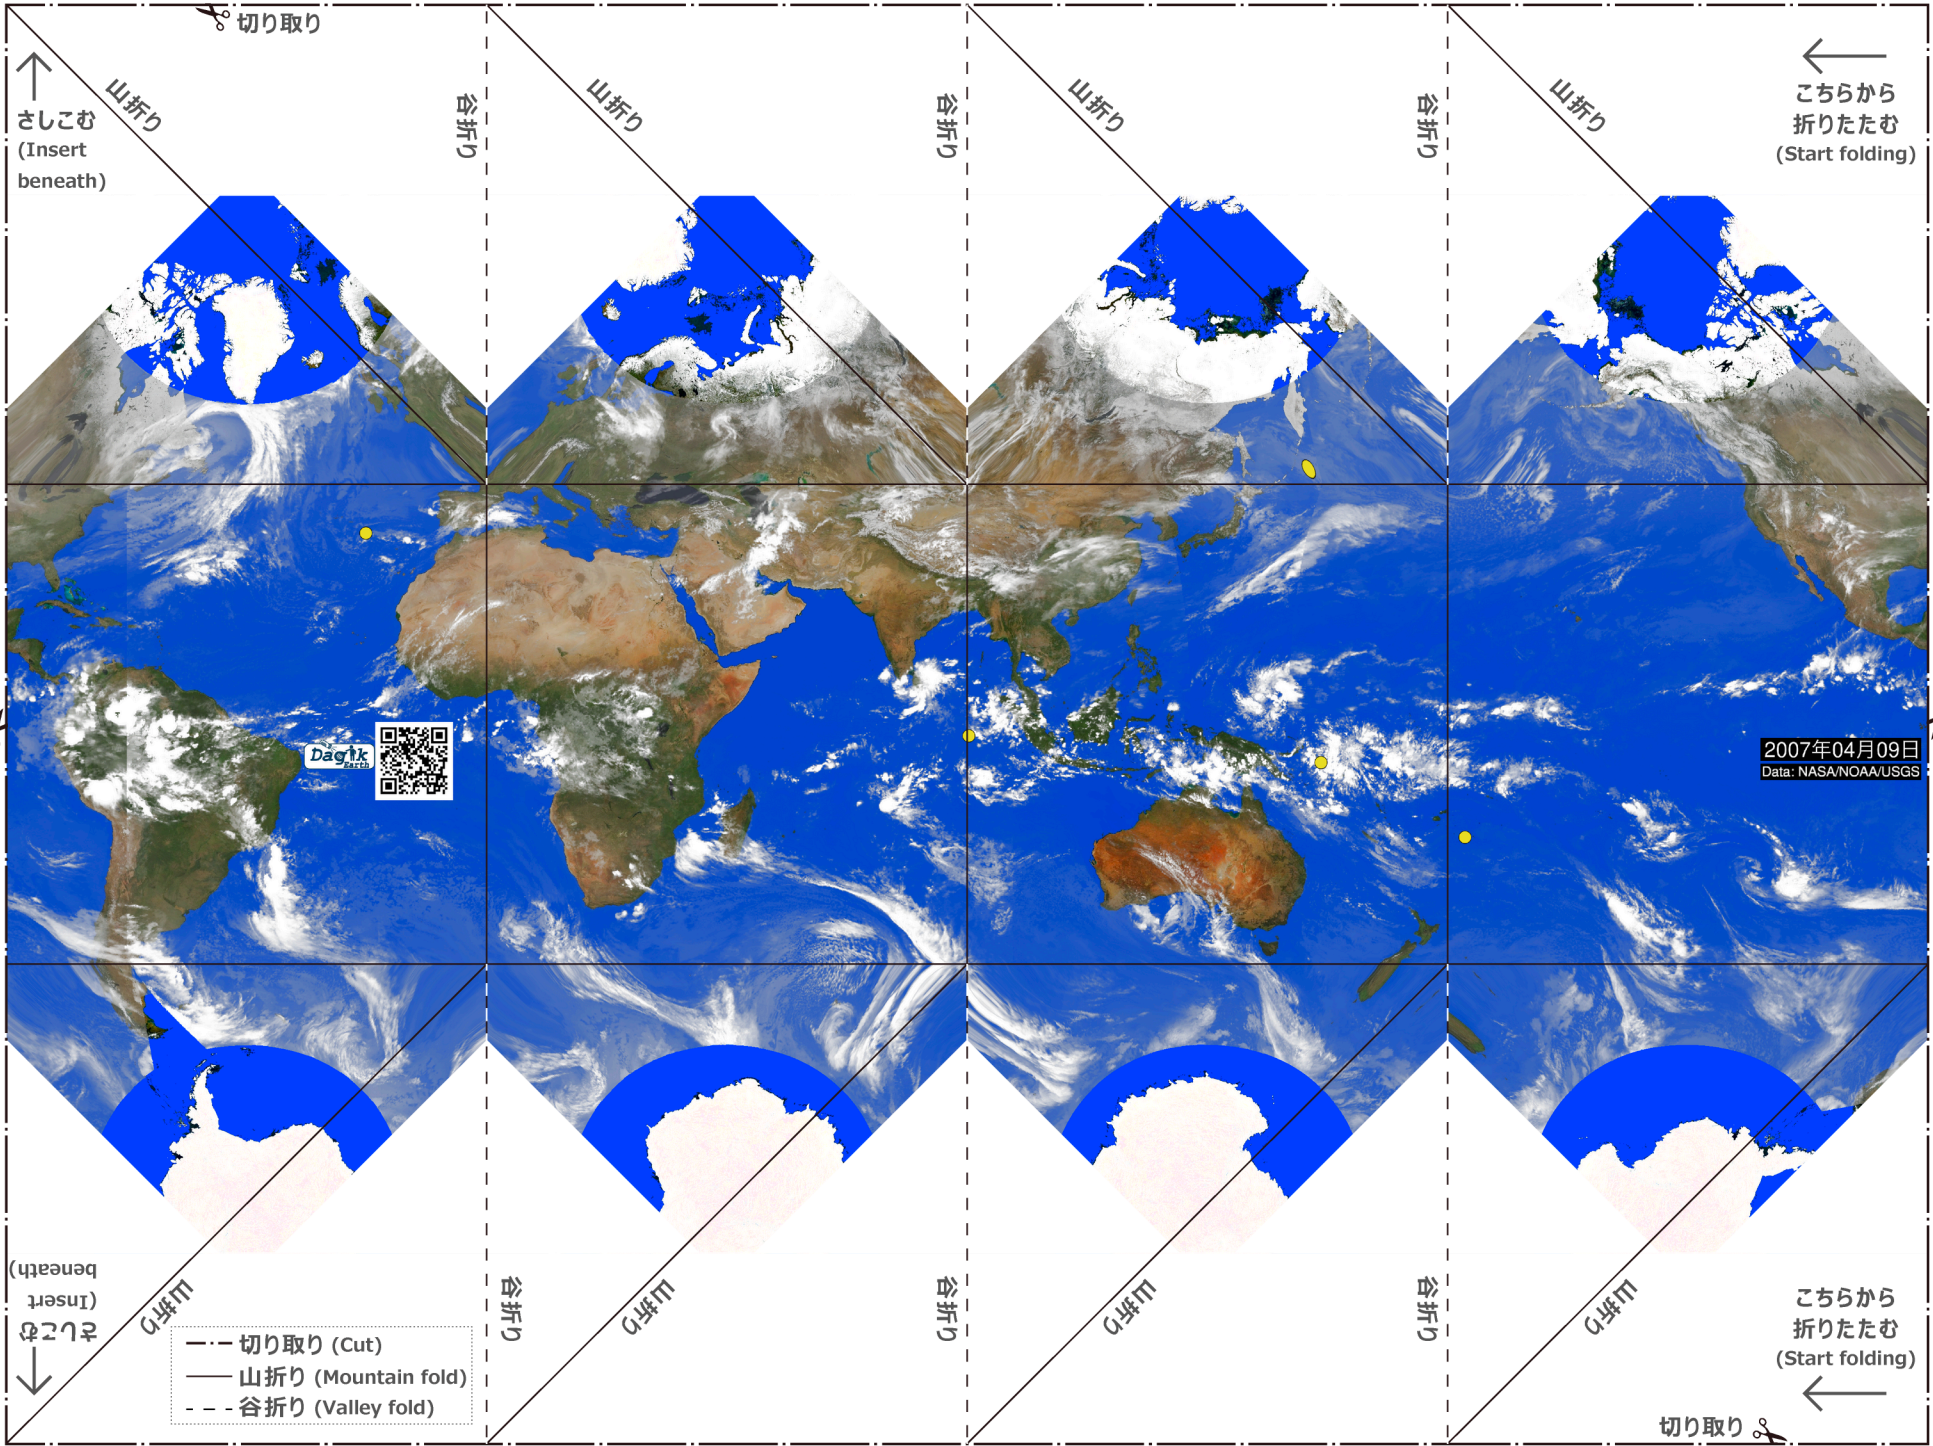 切り取り
さしこむ
(Insert
beneath)
山折り
谷折り
山折り
谷折り
山折り
谷折り
山折り
こちらから
折りたたむ
(Start folding)
Dagik
Earth
2007年04月09日
Data: NASA/NOAA/USGS
さしこむ
(Insert
beneath)
山折り
谷折り
山折り
谷折り
山折り
谷折り
山折り
こちらから
折りたたむ
(Start folding)
切り取り (Cut)
山折り (Mountain fold)
谷折り (Valley fold)
切り取り